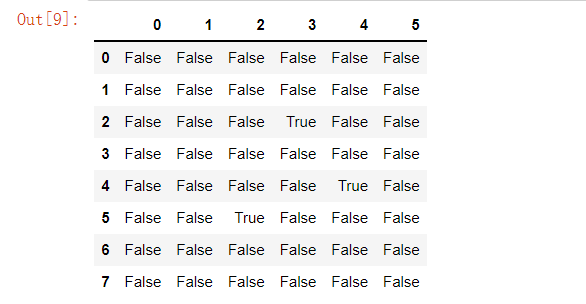 Out[9]:
0 1 2 3 4 5
0 False False False False False False
1 False False False False False False
2 False False False True False False
3 False False False False False False
4 False False False False True False
5 False False True False False False
6 False False False False False False
7 False False False False False False